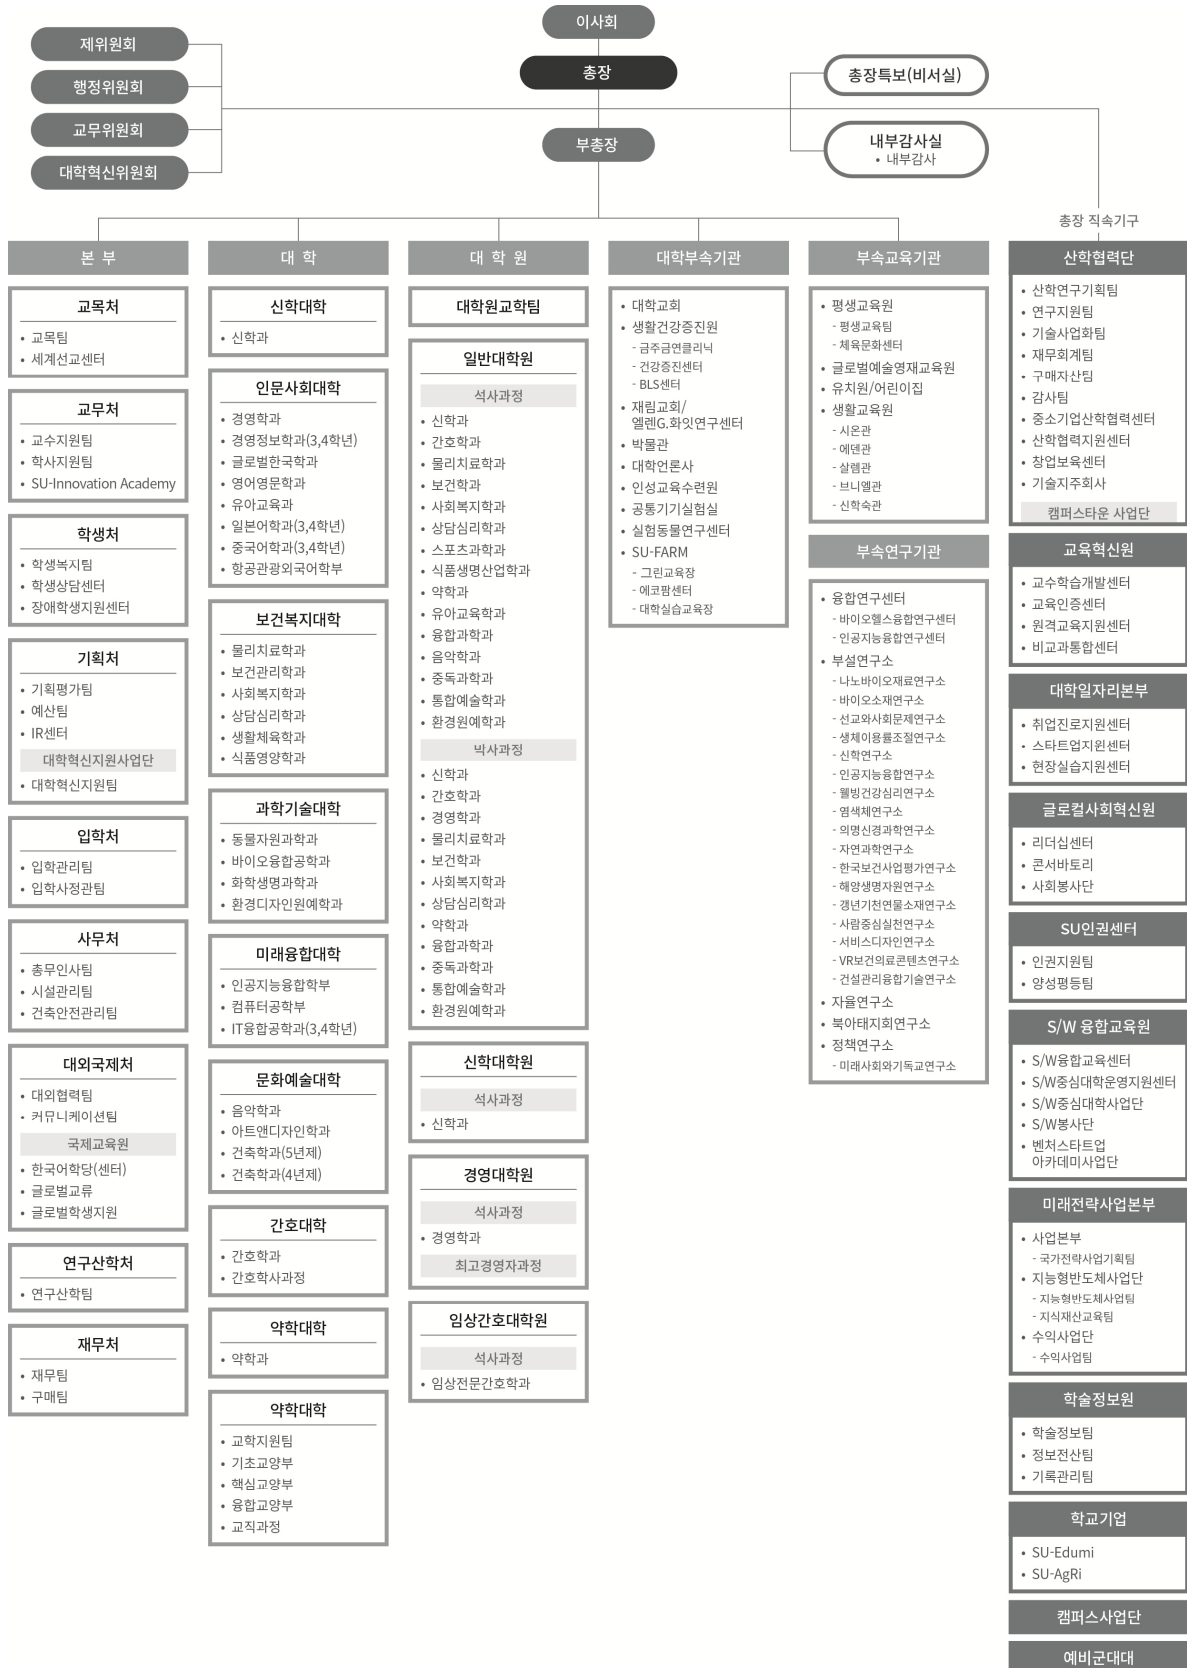 이사회
총장
부총장
제위원회
행정위원회
교무위원회
대학혁신위원회
총장특보(비서실)
내부감사실
• 내부감사
총장 직속기구
본 부
교목처
• 교목팀
• 세계선교센터
교무처
• 교수지원팀
• 학사지원팀
• SU-Innovation Academy
학생처
• 학생복지팀
• 학생상담센터
• 장애학생지원센터
기획처
• 기획평가팀
• 예산팀
• IR센터
대학혁신지원사업단
• 대학혁신지원팀
입학처
• 입학관리팀
• 입학사정관팀
사무처
• 총무인사팀
• 시설관리팀
• 건축안전관리팀
대외국제처
• 대외협력팀
• 커뮤니케이션팀
국제교육원
• 한국어학당(센터)
• 글로벌교류
• 글로벌학생지원
연구산학처
• 연구산학팀
재무처
• 재무팀
• 구매팀
대 학
신학대학
• 신학과
인문사회대학
• 경영학과
• 경영정보학과(3,4학년)
• 글로벌한국학과
• 영어영문학과
• 유아교육과
• 일본어학과(3,4학년)
• 중국어학과(3,4학년)
• 항공관광외국어학부
보건복지대학
• 물리치료학과
• 보건관리학과
• 사회복지학과
• 상담심리학과
• 생활체육학과
• 식품영양학과
과학기술대학
• 동물자원과학과
• 바이오융합공학과
• 화학생명과학과
• 환경디자인원예학과
미래융합대학
• 인공지능융합학부
• 컴퓨터공학부
• IT융합공학과(3,4학년)
문화예술대학
• 음악학과
• 아트앤디자인학과
• 건축학과(5년제)
• 건축학과(4년제)
간호대학
• 간호학과
• 간호학사과정
약학대학
• 약학과
약학대학
• 교학지원팀
• 기초교양부
• 핵심교양부
• 융합교양부
• 교직과정
대 학 원
대학원교학팀
일반대학원
석사과정
• 신학과
• 간호학과
• 물리치료학과
• 보건학과
• 사회복지학과
• 상담심리학과
• 스포츠과학과
• 식품생명산업학과
• 약학과
• 유아교육학과
• 융합과학과
• 음악학과
• 중독과학과
• 통합예술학과
• 환경원예학과
박사과정
• 신학과
• 간호학과
• 경영학과
• 물리치료학과
• 보건학과
• 사회복지학과
• 상담심리학과
• 약학과
• 융합과학과
• 중독과학과
• 통합예술학과
• 환경원예학과
신학대학원
석사과정
• 신학과
경영대학원
석사과정
• 경영학과
최고경영자과정
임상간호대학원
석사과정
• 임상전문간호학과
대학부속기관
• 대학교회
• 생활건강증진원
- 금주금연클리닉
- 건강증진센터
- BLS센터
• 재림교회/
엘렌G.화잇연구센터
• 박물관
• 대학언론사
• 인성교육수련원
• 공통기기실험실
• 실험동물연구센터
• SU-FARM
- 그린교육장
- 에코팜센터
- 대학실습교육장
부속교육기관
• 평생교육원
- 평생교육팀
- 체육문화센터
• 글로벌예술영재교육원
• 유치원/어린이집
• 생활교육원
- 시온관
- 에덴관
- 살렘관
- 브니엘관
- 신학숙관
부속연구기관
• 융합연구센터
- 바이오헬스융합연구센터
- 인공지능융합연구센터
• 부설연구소
- 나노바이오재료연구소
- 바이오소재연구소
- 선교와사회문제연구소
- 생체이용률조절연구소
- 신학연구소
- 인공지능융합연구소
- 웰빙건강심리연구소
- 염색체연구소
- 의명신경과학연구소
- 자연과학연구소
- 한국보건사업평가연구소
- 해양생명자원연구소
- 갱년기천연물소재연구소
- 사람중심실천연구소
- 서비스디자인연구소
- VR보건의료콘텐츠연구소
- 건설관리융합기술연구소
• 자율연구소
• 북아태지회연구소
• 정책연구소
- 미래사회와기독교연구소
산학협력단
• 산학연구기획팀
• 연구지원팀
• 기술사업화팀
• 재무회계팀
• 구매자산팀
• 감사팀
• 중소기업산학협력센터
• 산학협력지원센터
• 창업보육센터
• 기술지주회사
캠퍼스타운 사업단
교육혁신원
• 교수학습개발센터
• 교육인증센터
• 원격교육지원센터
• 비교과통합센터
대학일자리본부
• 취업진로지원센터
• 스타트업지원센터
• 현장실습지원센터
글로컬사회혁신원
• 리더십센터
• 콘서바토리
• 사회봉사단
SU인권센터
• 인권지원팀
• 양성평등팀
S/W 융합교육원
• S/W융합교육센터
• S/W중심대학운영지원센터
• S/W중심대학사업단
• S/W봉사단
• 벤처스타트업
아카데미사업단
미래전략사업본부
• 사업본부
- 국가전략사업기획팀
• 지능형반도체사업단
- 지능형반도체사업팀
- 지식재산교육팀
• 수익사업단
- 수익사업팀
학술정보원
• 학술정보팀
• 정보전산팀
• 기록관리팀
학교기업
• SU-Edumi
• SU-AgRi
캠퍼스사업단
예비군대대